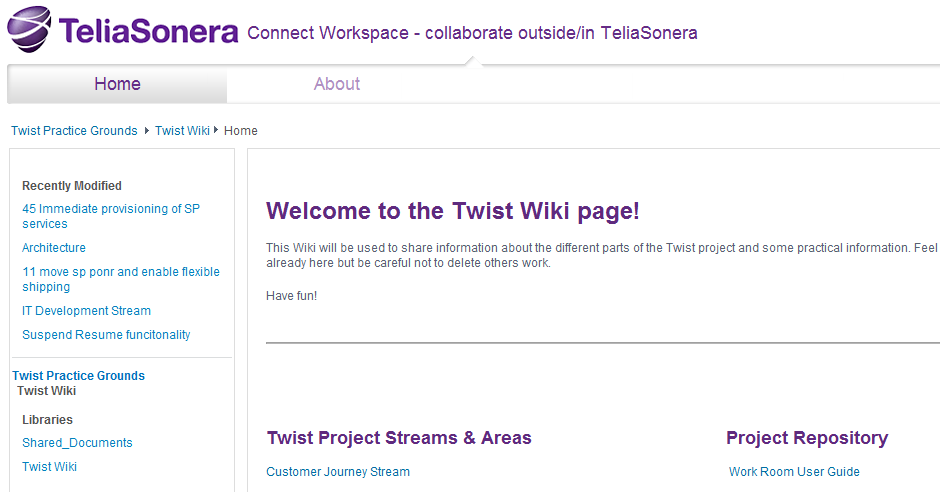 TeliaSonera Connect Workspace - collaborate outside/in TeliaSonera
Home About
Twist Practice Grounds Twist Wiki Home
Recently Modified
45 Immediate provisioning of SP
services
Architecture
11 move sp ponr and enable flexible
shipping
IT Development Stream
Suspend Resume funcitonality
Twist Practice Grounds
Twist Wiki
Libraries
Shared_Documents
Twist Wiki
Welcome to the Twist Wiki page!
This Wiki will be used to share information about the different parts of the Twist project and some practical information. Feel
already here but be careful not to delete others work.
Have fun!
Twist Project Streams & Areas
Customer Journey Stream
Project Repository
Work Room User Guide